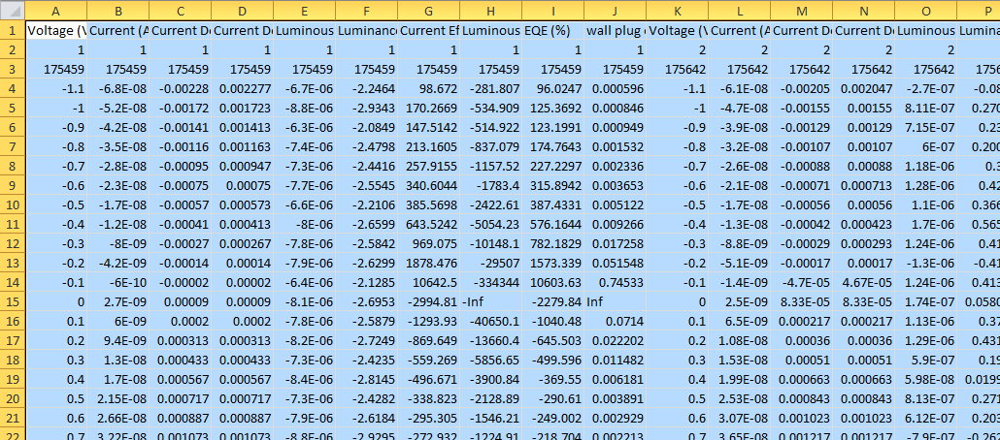 A B C D E F G H I J K L M N O P
1 Voltage (V Current (A Current De Current De Luminous Luminance Current Ef Luminous EQE (%) wall plug Voltage (V Current (A Current De Current De Luminous Lumina
2 1 1 1 1 1 1 1 1 1 1 2 2 2 2 2
3 175459 175459 175459 175459 175459 175459 175459 175459 175459 175459 175642 175642 175642 175642 175642 1756
4 -1.1 -6.8E-08 -0.00228 0.002277 -6.7E-06 -2.2464 98.672 -281.807 96.0247 0.000596 -1.1 -6.1E-08 -0.00205 0.002047 -2.7E-07 -0.08
5 -1 -5.2E-08 -0.00172 0.001723 -8.8E-06 -2.9343 170.2669 -534.909 125.3692 0.000846 -1 -4.7E-08 -0.00155 0.00155 8.11E-07 0.270
6 -0.9 -4.2E-08 -0.00141 0.001413 -6.3E-06 -2.0849 147.5142 -514.922 123.1991 0.000949 -0.9 -3.9E-08 -0.00129 0.00129 7.15E-07 0.23
7 -0.8 -3.5E-08 -0.00116 0.001163 -7.4E-06 -2.4798 213.1605 -837.079 174.7643 0.001532 -0.8 -3.2E-08 -0.00107 0.00107 6E-07 0.200
8 -0.7 -2.8E-08 -0.00095 0.000947 -7.3E-06 -2.4416 257.9155 -1157.52 227.2297 0.002336 -0.7 -2.6E-08 -0.00088 0.00088 1.18E-06 0.3
9 -0.6 -2.3E-08 -0.00075 0.00075 -7.7E-06 -2.5545 340.6044 -1783.4 315.8942 0.003653 -0.6 -2.1E-08 -0.00071 0.000713 1.28E-06 0.42
10 -0.5 -1.7E-08 -0.00057 0.000573 -6.6E-06 -2.2106 385.5698 -2422.61 387.4331 0.005122 -0.5 -1.7E-08 -0.00056 0.00056 1.1E-06 0.366
11 -0.4 -1.2E-08 -0.00041 0.000413 -8E-06 -2.6599 643.5242 -5054.23 576.1644 0.009266 -0.4 -1.3E-08 -0.00042 0.000423 1.7E-06 0.565
12 -0.3 -8E-09 -0.00027 0.000267 -7.8E-06 -2.5842 969.075 -10148.1 782.1829 0.017258 -0.3 -8.8E-09 -0.00029 0.000293 1.24E-06 0.41
13 -0.2 -4.2E-09 -0.00014 0.00014 -7.9E-06 -2.6299 1878.476 -29507 1573.339 0.051548 -0.2 -5.1E-09 -0.00017 0.00017 -1.3E-06 -0.41
14 -0.1 -6E-10 -0.00002 0.00002 -6.4E-06 -2.1285 10642.5 -334344 10603.63 0.74533 -0.1 -1.4E-09 -4.7E-05 4.67E-05 1.24E-06 0.413
15 0 2.7E-09 0.00009 0.00009 -8.1E-06 -2.6953 -2994.81 -Inf -2279.84 Inf 0 2.5E-09 8.33E-05 8.33E-05 1.74E-07 0.0580
16 0.1 6E-09 0.0002 0.0002 -7.8E-06 -2.5879 -1293.93 -40650.1 -1040.48 0.0714 0.1 6.5E-09 0.000217 0.000217 1.13E-06 0.37
17 0.2 9.4E-09 0.000313 0.000313 -8.2E-06 -2.7249 -869.649 -13660.4 -645.503 0.022202 0.2 1.08E-08 0.00036 0.00036 1.29E-06 0.431
18 0.3 1.3E-08 0.000433 0.000433 -7.3E-06 -2.4235 -559.269 -5856.65 -499.596 0.011482 0.3 1.53E-08 0.00051 0.00051 5.9E-07 0.19
19 0.4 1.7E-08 0.000567 0.000567 -8.4E-06 -2.8145 -496.671 -3900.84 -369.55 0.006181 0.4 1.99E-08 0.000663 0.000663 5.98E-08 0.0199
20 0.5 2.15E-08 0.000717 0.000717 -7.3E-06 -2.4282 -338.823 -2128.89 -290.61 0.003891 0.5 2.53E-08 0.000843 0.000843 8.13E-07 0.271
21 0.6 2.66E-08 0.000887 0.000887 -7.9E-06 -2.6184 -295.305 -1546.21 -249.002 0.002929 0.6 3.07E-08 0.001023 0.001023 6.12E-07 0.203
22 0.7 3.22E-08 0.001073 0.001073 -8.8E-06 -2.9295 -272.932 -1224.91 -218.704 0.002213 0.7 3.65E-08 0.001217 0.001217 -7.9E-07 -0.262